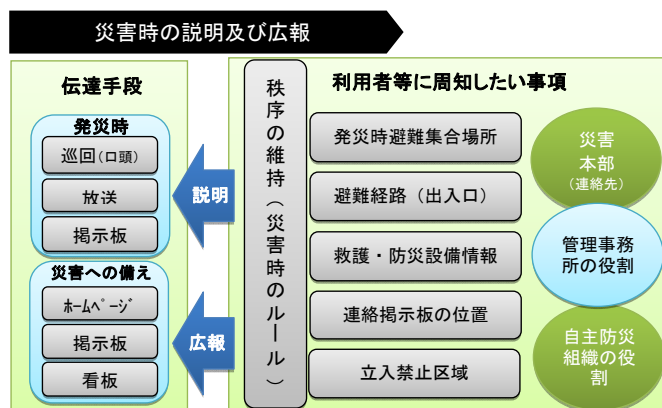 災害時の説明及び広報
伝達手段
発災時
巡回(口頭)
放送
掲示板
災害への備え
ﾎｰﾑﾍﾟｰｼﾞ
掲示板
看板
説明
広報
秩序の維持（災害時のルール）
利用者等に周知したい事項
発災時避難集合場所
避難経路（出入口）
救護・防災設備情報
連絡掲示板の位置
立入禁止区域
災害
本部
(連絡先)
管理事務
所の役割
自主防災
組織の役
割